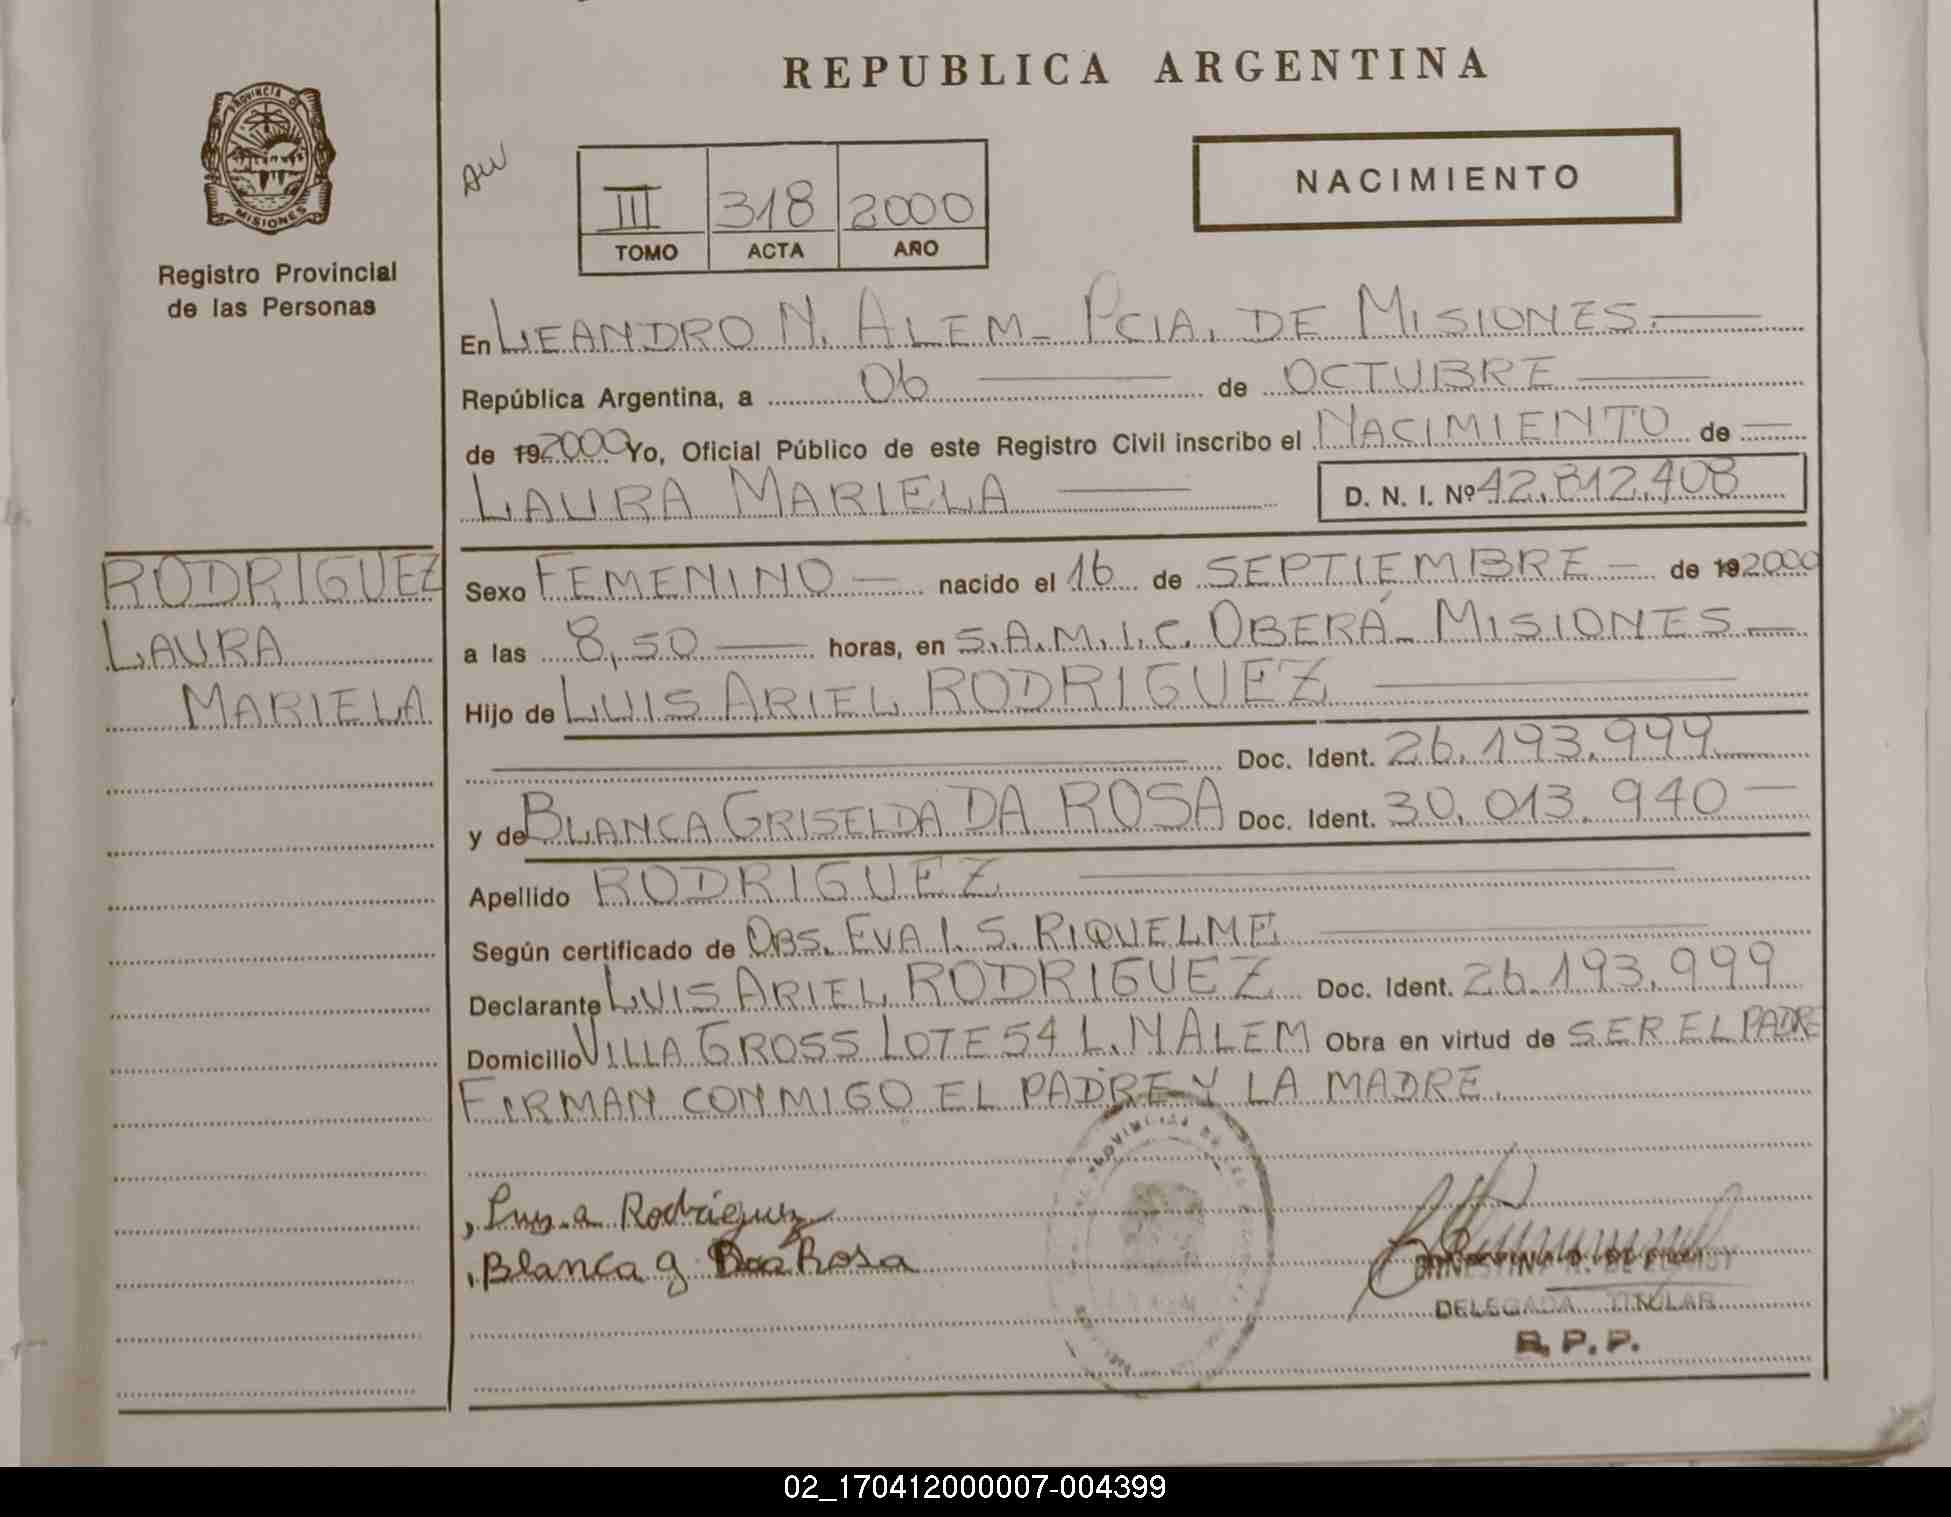 REPUBLICA ARGENTINA
PROVINCIA DE
MISIONES
Registro Provincial
de las Personas
AW
III 318 2000
TOMO ACTA AÑO
NACIMIENTO
En LEANDRO N. ALEM - PCIA. DE MISIONES.
República Argentina, a 06 de OCTUBRE
de 192000 Yo, Oficial Público de este Registro Civil inscribo el NACIMIENTO de
LAURA MARIELA D. N. I. Nº 42.812.408
RODRIGUEZ
LAURA
MARIELA
Sexo FEMENINO nacido el 16 de SEPTIEMBRE de 192000
a las 8,50 horas, en S.A.M.I.C. OBERÁ - MISIONES
Hijo de LUIS ARIEL RODRIGUEZ
Doc. Ident. 26.193.999
y de BLANCA GRISELDA DA ROSA Doc. Ident. 30.013.940
Apellido RODRIGUEZ
Según certificado de OBS. EVA I. S. RIQUELME
Declarante LUIS ARIEL RODRIGUEZ Doc. Ident. 26.193.999
Domicilio VILLA GROSS LOTE 54 L.N ALEM Obra en virtud de SER EL PADRE
FIRMAN CONMIGO EL PADRE Y LA MADRE.
Luis a Rodriguez
Blanca g Da Rosa
DELEGADA TITULAR
R.P.P.
02_170412000007-004399